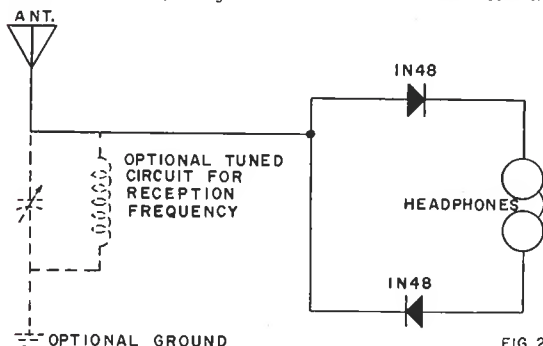 ANT.
1N48
OPTIONAL TUNED
CIRCUIT FOR
RECEPTION
FREQUENCY
HEADPHONES
1N48
OPTIONAL GROUND
FIG. 2